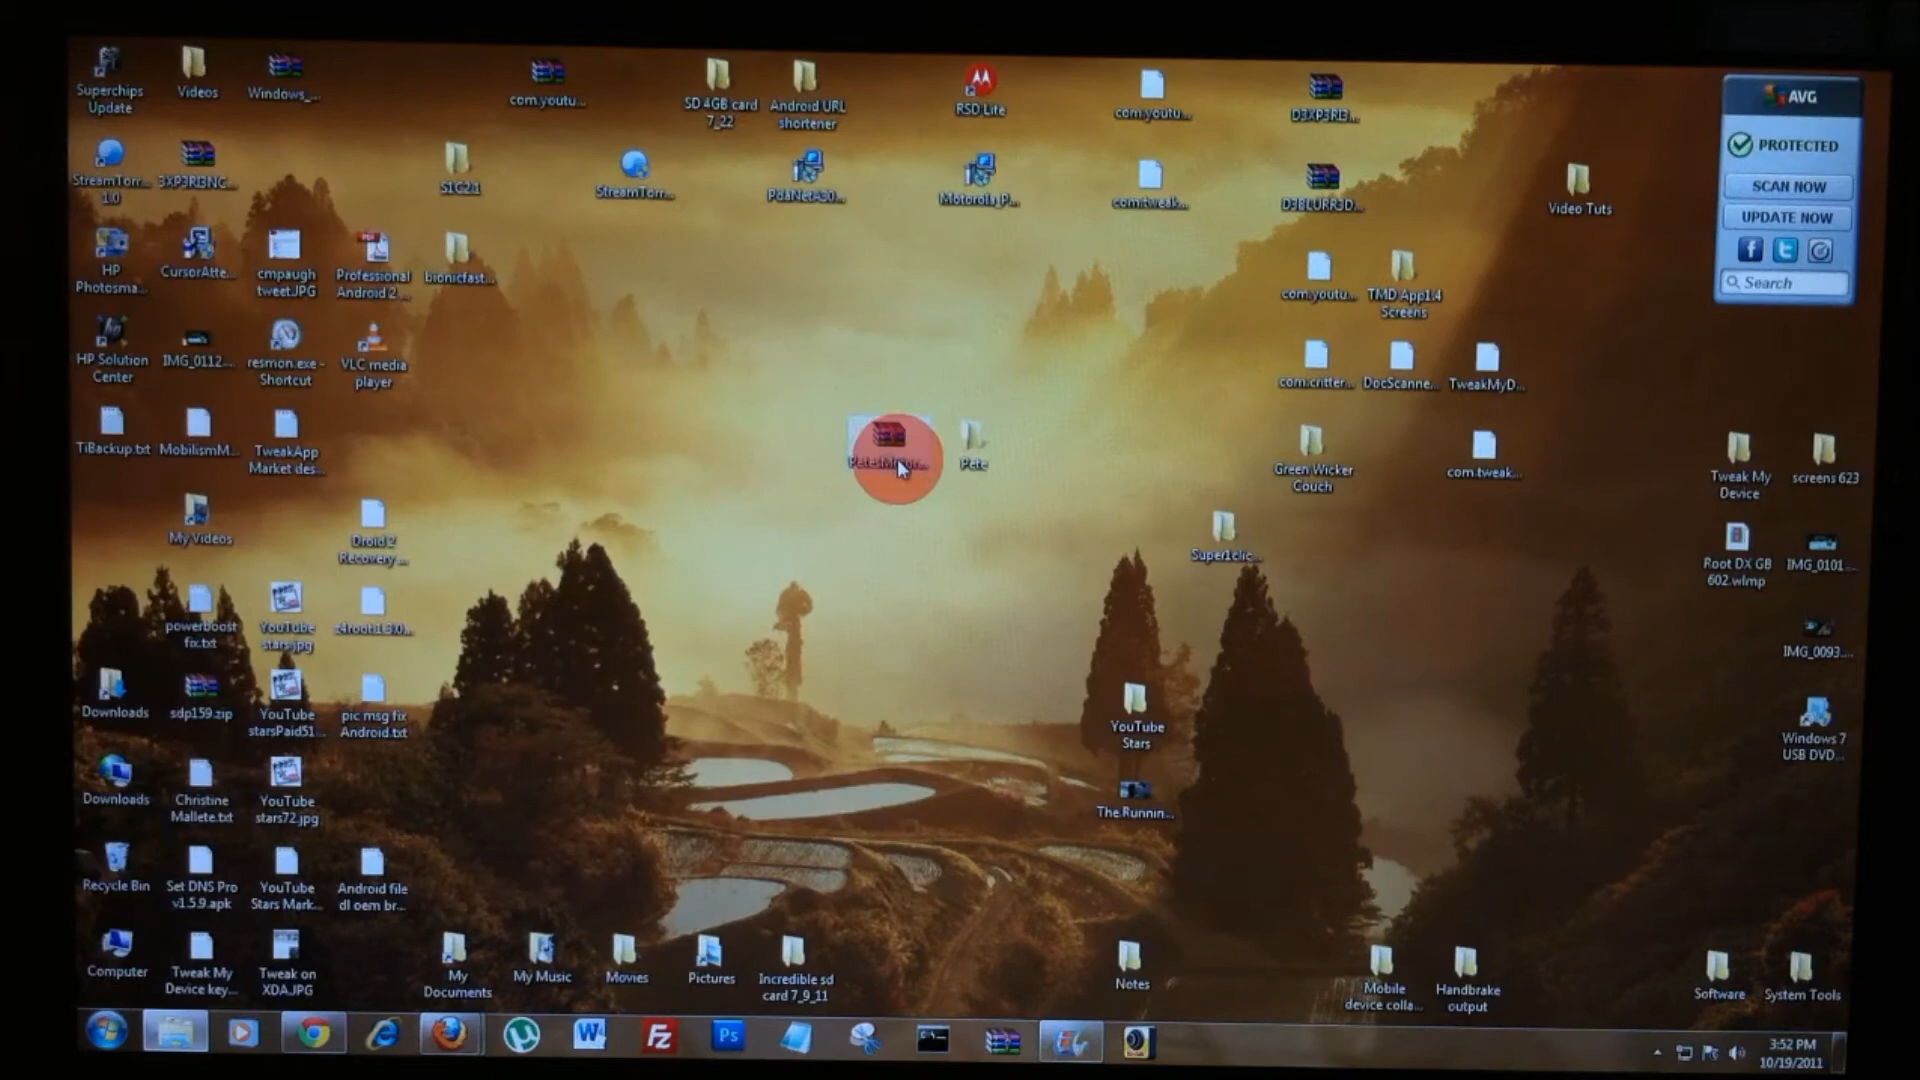 Superchips
Update
Videos
Windows_...
com.youtu...
SD 4GB card
7_22
Android URL
shortener
RSD Lite
com.youtu...
D3XP3RI3...
AVG
PROTECTED
SCAN NOW
UPDATE NOW
Search
StreamTorr...
1.0
3XP3RI3NC...
S1C2.1
StreamTorr...
PdaNetA30...
Motorola_P...
com.tweak...
D3BLURR3D...
Video Tuts
HP
Photosma...
CursorAtte...
cmpaugh
tweet.JPG
Professional
Android 2 ...
bionicfast...
com.youtu...
TMD App1.4
Screens
HP Solution
Center
IMG_0112....
resmon.exe -
Shortcut
VLC media
player
com.critter...
DocScanne...
TweakMyD...
TiBackup.txt
MobilismM...
TweakApp
Market des...
Pete
Green Wicker
Couch
com.tweak...
Tweak My
Device
screens 623
My Videos
Droid 2
Recovery ...
Super1clic...
Root DX GB
602.wlmp
IMG_0101....
powerboost
fix.txt
YouTube
stars.jpg
z4root.1.3.0...
IMG_0093....
Downloads
sdp159.zip
YouTube
starsPaid51...
pic msg fix
Android.txt
YouTube
Stars
Windows 7
USB DVD...
Downloads
Christine
Mallete.txt
YouTube
stars72.jpg
The.Runnin...
Recycle Bin
Set DNS Pro
v1.5.9.apk
YouTube
Stars Mark...
Android file
dl oem br...
Computer
Tweak My
Device key...
Tweak on
XDA.JPG
My
Documents
My Music
Movies
Pictures
Incredible sd
card 7_9_11
Notes
Mobile
device colla...
Handbrake
output
Software
System Tools
3:52 PM
10/19/2011